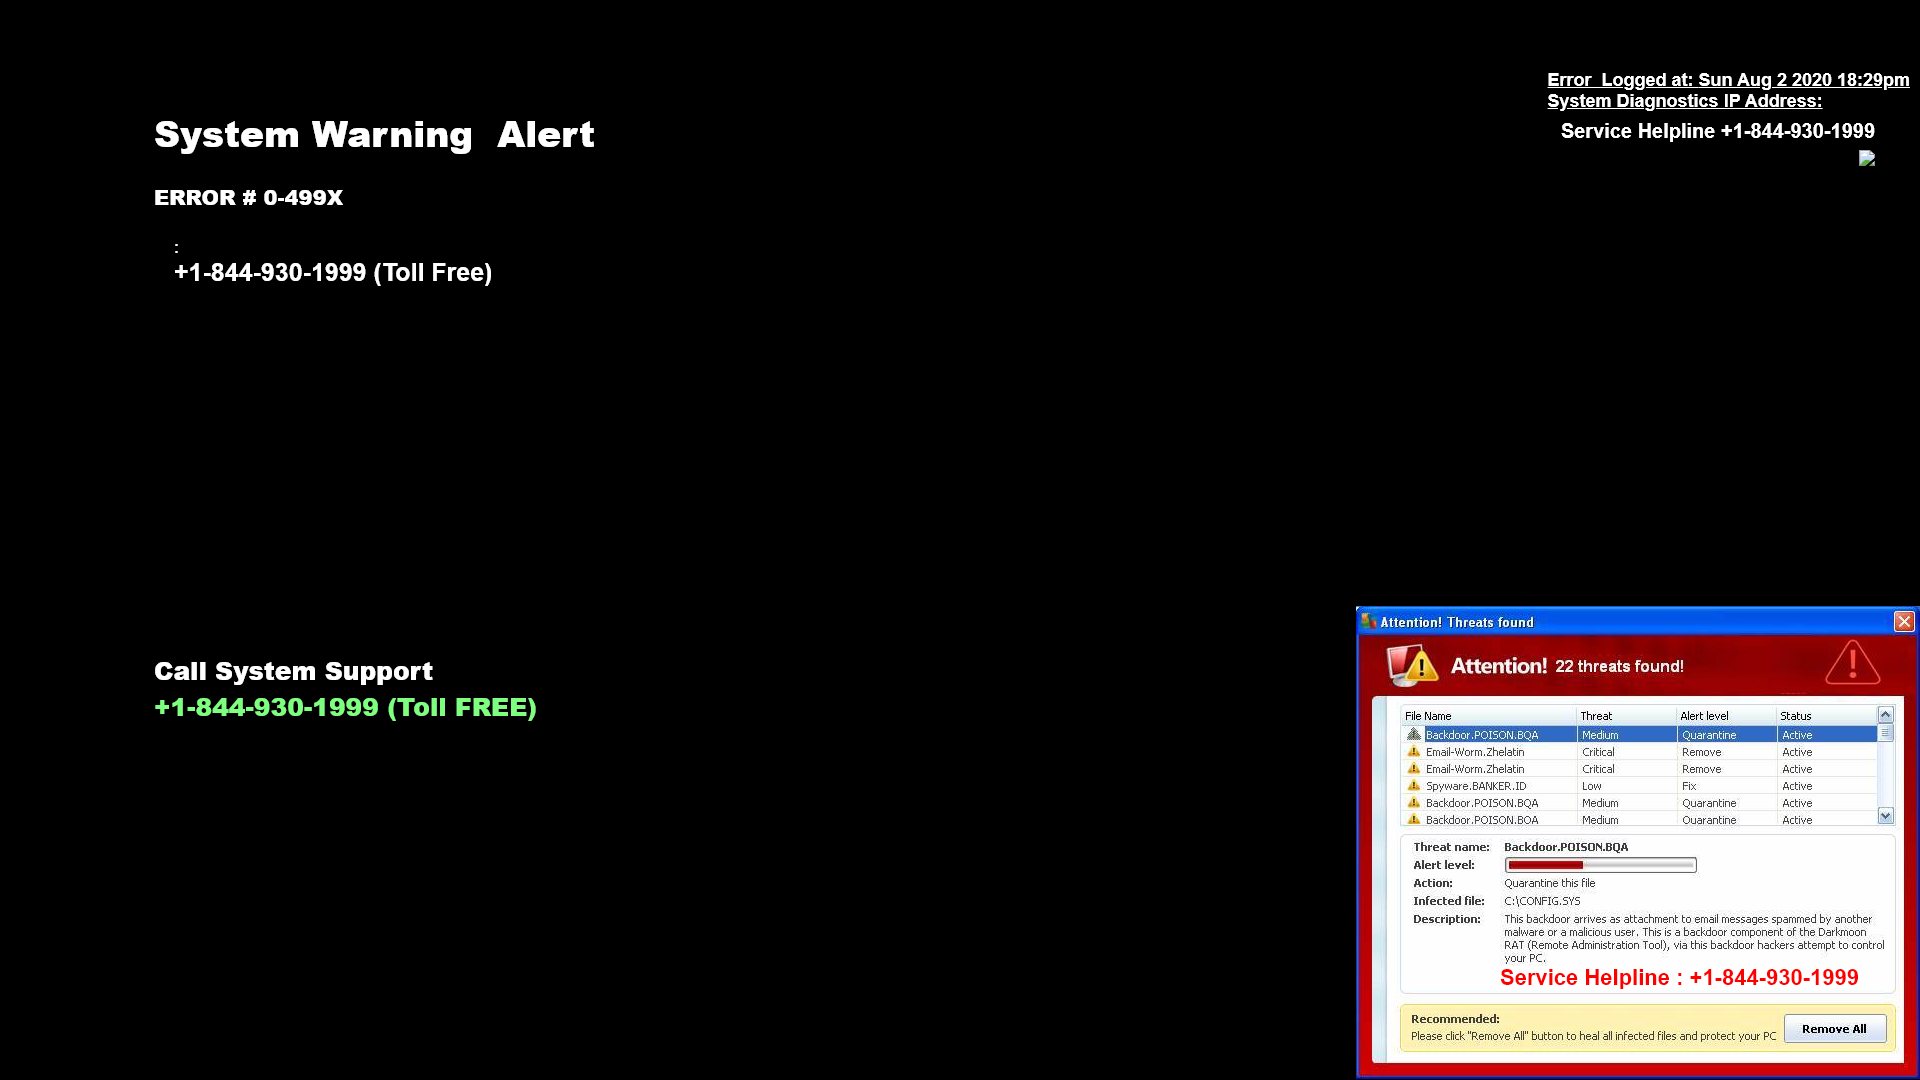 Error  Logged at: Sun Aug 2 2020 18:29pm
System Diagnostics IP Address:
Service Helpline +1-844-930-1999
System Warning  Alert
ERROR # 0-499X
:
+1-844-930-1999 (Toll Free)
Call System Support
+1-844-930-1999 (Toll FREE)
Attention! Threats found
Attention! 22 threats found!
File Name Threat Alert level Status
Backdoor.POISON.BQA Medium Quarantine Active
Email-Worm.Zhelatin Critical Remove Active
Email-Worm.Zhelatin Critical Remove Active
Spyware.BANKER.ID Low Fix Active
Backdoor.POISON.BQA Medium Quarantine Active
Backdoor.POISON.BQA Medium Quarantine Active
Threat name: Backdoor.POISON.BQA
Alert level:
Action: Quarantine this file
Infected file: C:\CONFIG.SYS
Description: This backdoor arrives as attachment to email messages spammed by another
malware or a malicious user. This is a backdoor component of the Darkmoon
RAT (Remote Administration Tool), via this backdoor hackers attempt to control
your PC.
Service Helpline : +1-844-930-1999
Recommended:
Please click "Remove All" button to heal all infected files and protect your PC
Remove All